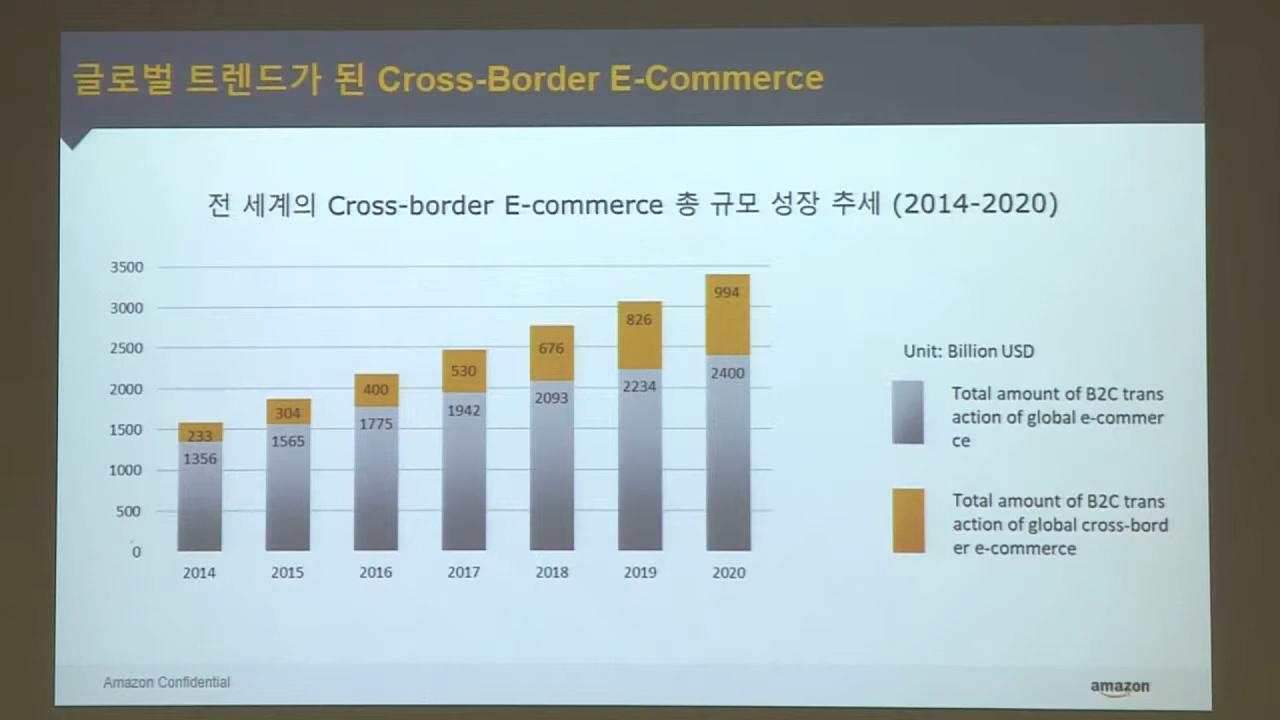 글로벌 트렌드가 된 Cross-Border E-Commerce
전 세계의 Cross-border E-commerce 총 규모 성장 추세 (2014-2020)
3500
3000
2500
2000
1500
1000
500
0
233
1356
304
1565
400
1775
530
1942
676
2093
826
2234
994
2400
2014 2015 2016 2017 2018 2019 2020
Unit: Billion USD
Total amount of B2C trans
action of global e-commer
ce
Total amount of B2C trans
action of global cross-bord
er e-commerce
Amazon Confidential
amazon